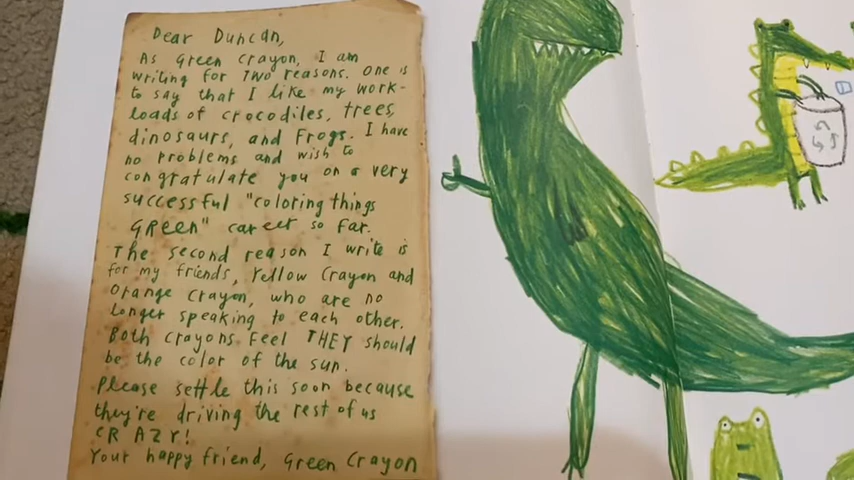 Dear Duncan,
As Green Crayon, I am
writing for two reasons. One is
to say that I like my work-
loads of crocodiles, trees,
dinosaurs, and frogs. I have
no problems and wish to
congratulate you on a very
successful "coloring things
GREEN" career so far.
The second reason I write is
for my friends, Yellow Crayon and
Orange Crayon, who are no
longer speaking to each other.
Both crayons feel THEY should
be the color of the sun.
Please settle this soon because
they're driving the rest of us
CRAZY!
Your happy friend, Green Crayon